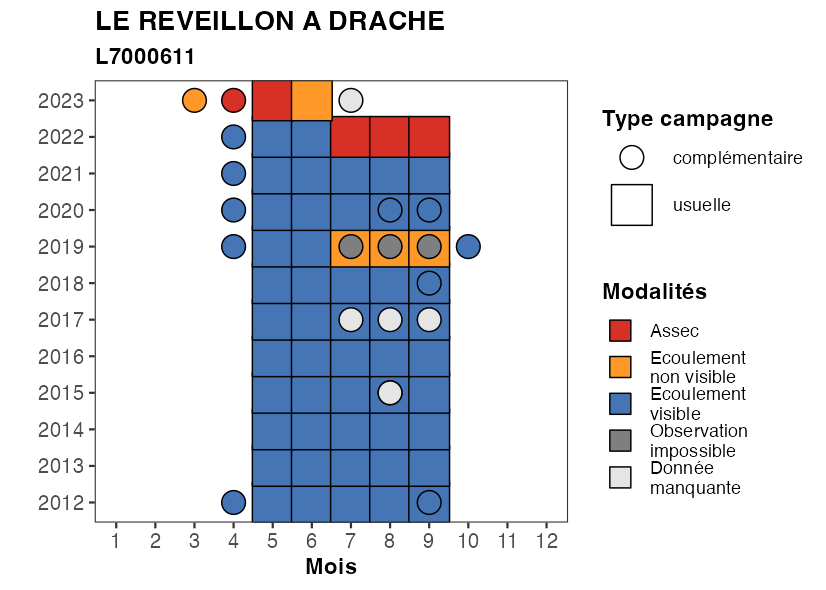 LE REVEILLON A DRACHE
L7000611
2023
2022
2021
2020
2019
2018
2017
2016
2015
2014
2013
2012
1 2 3 4 5 6 7 8 9 10 11 12
Mois
Type campagne
complémentaire
usuelle
Modalités
Assec
Ecoulement
non visible
Ecoulement
visible
Observation
impossible
Donnée
manquante